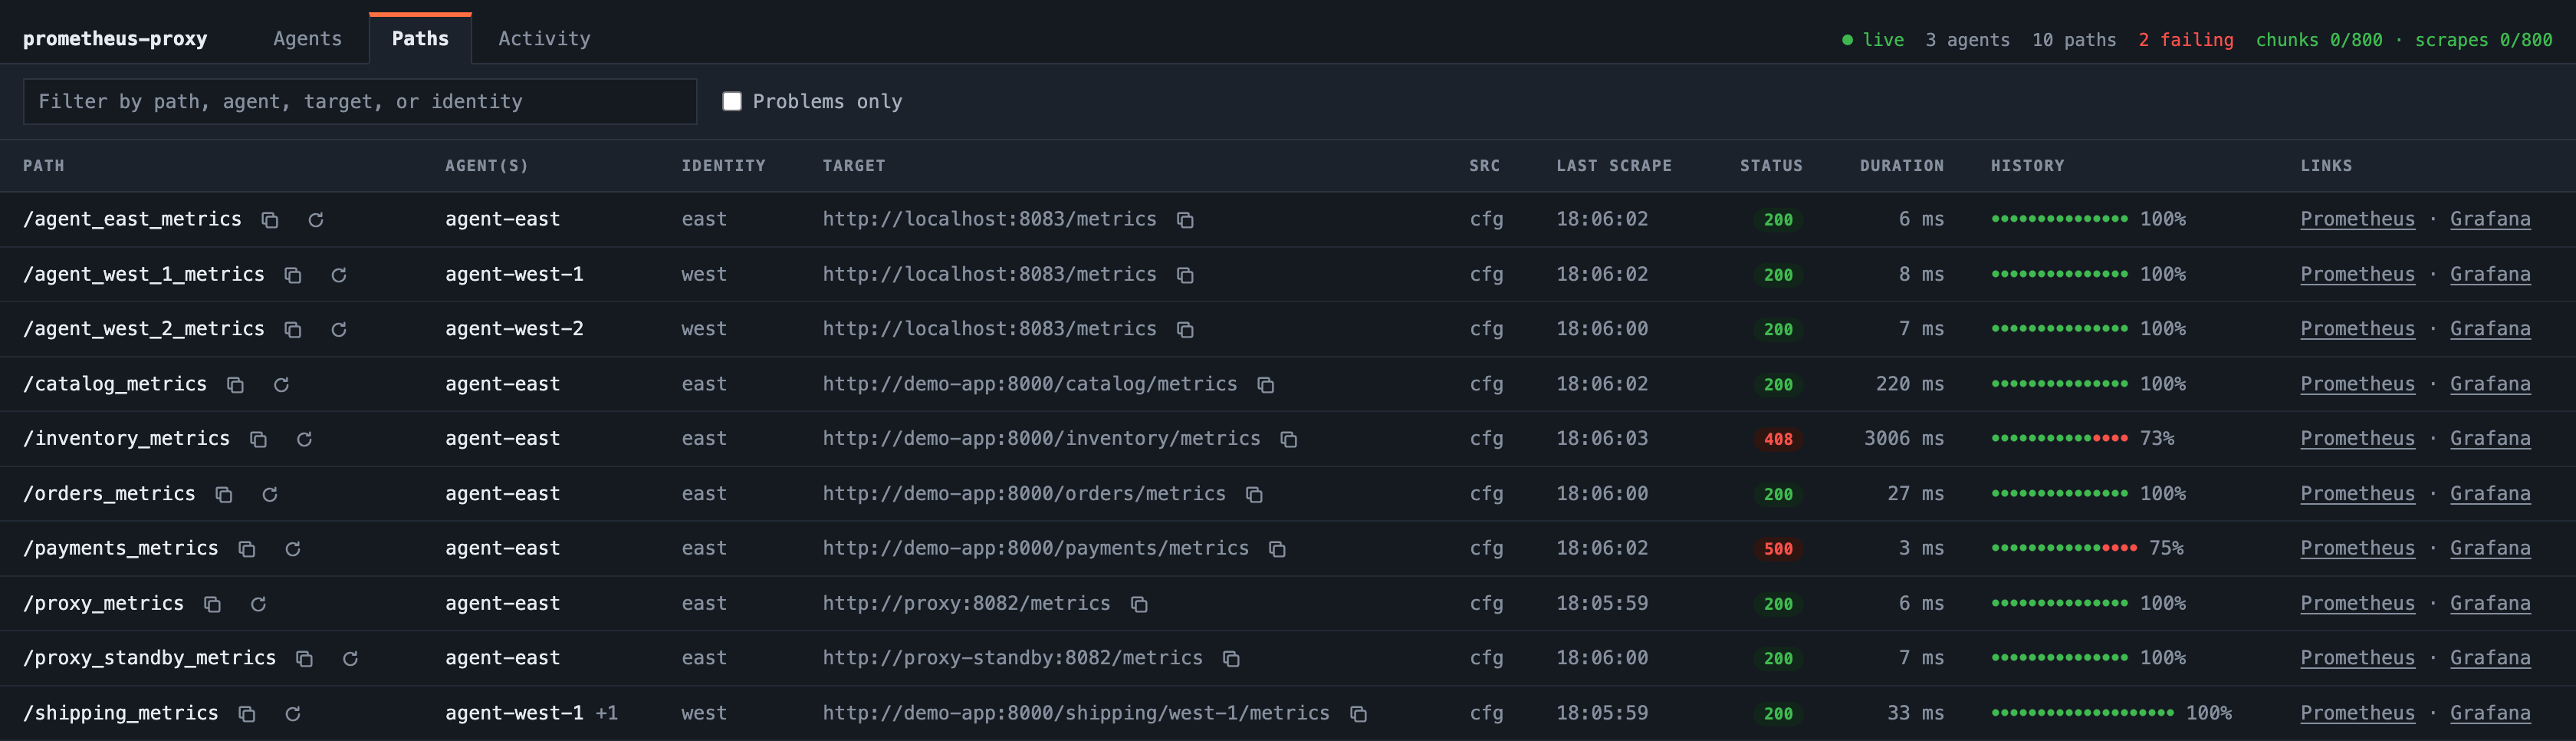 prometheus-proxy Agents Paths Activity live 3 agents 10 paths 2 failing chunks 0/800 · scrapes 0/800
Filter by path, agent, target, or identity Problems only
PATH AGENT(S) IDENTITY TARGET SRC LAST SCRAPE STATUS DURATION HISTORY LINKS
/agent_east_metrics agent-east east http://localhost:8083/metrics cfg 18:06:02 200 6 ms 100% Prometheus · Grafana
/agent_west_1_metrics agent-west-1 west http://localhost:8083/metrics cfg 18:06:02 200 8 ms 100% Prometheus · Grafana
/agent_west_2_metrics agent-west-2 west http://localhost:8083/metrics cfg 18:06:00 200 7 ms 100% Prometheus · Grafana
/catalog_metrics agent-east east http://demo-app:8000/catalog/metrics cfg 18:06:02 200 220 ms 100% Prometheus · Grafana
/inventory_metrics agent-east east http://demo-app:8000/inventory/metrics cfg 18:06:03 408 3006 ms 73% Prometheus · Grafana
/orders_metrics agent-east east http://demo-app:8000/orders/metrics cfg 18:06:00 200 27 ms 100% Prometheus · Grafana
/payments_metrics agent-east east http://demo-app:8000/payments/metrics cfg 18:06:02 500 3 ms 75% Prometheus · Grafana
/proxy_metrics agent-east east http://proxy:8082/metrics cfg 18:05:59 200 6 ms 100% Prometheus · Grafana
/proxy_standby_metrics agent-east east http://proxy-standby:8082/metrics cfg 18:06:00 200 7 ms 100% Prometheus · Grafana
/shipping_metrics agent-west-1 +1 west http://demo-app:8000/shipping/west-1/metrics cfg 18:05:59 200 33 ms 100% Prometheus · Grafana